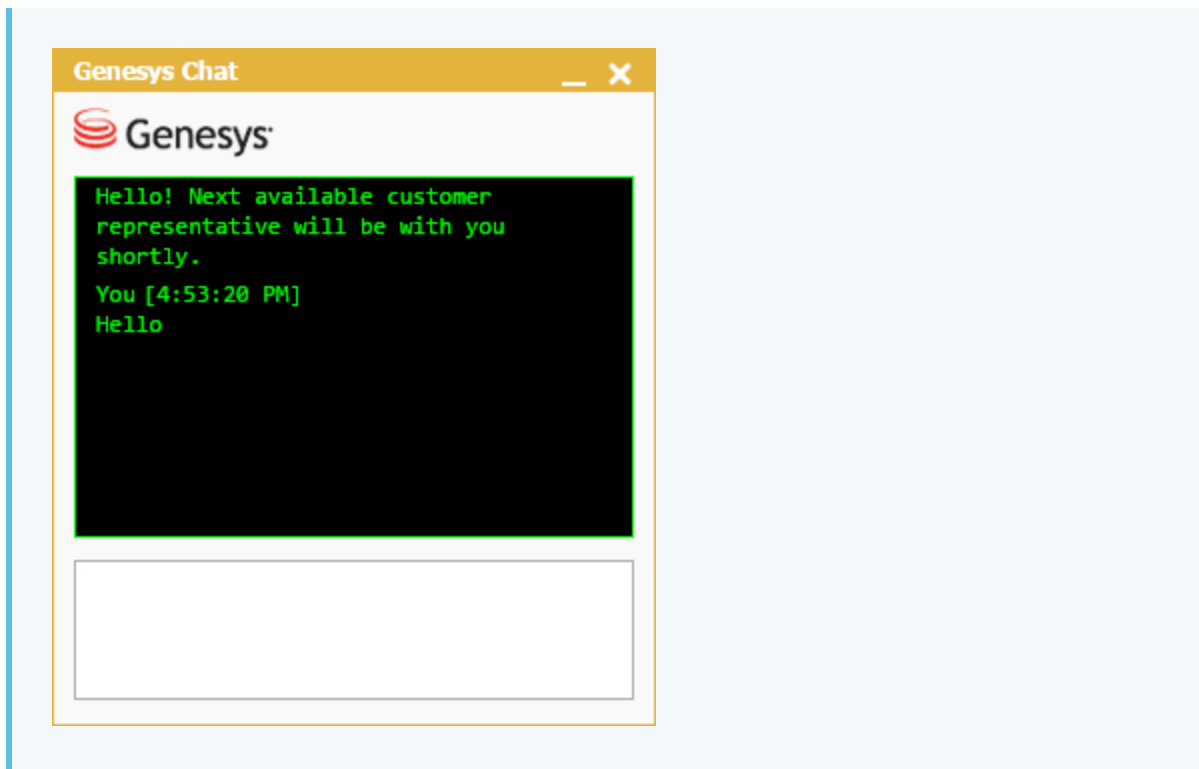 Genesys Chat
Genesys
Hello! Next available customer
representative will be with you
shortly.
You [4:53:20 PM]
Hello